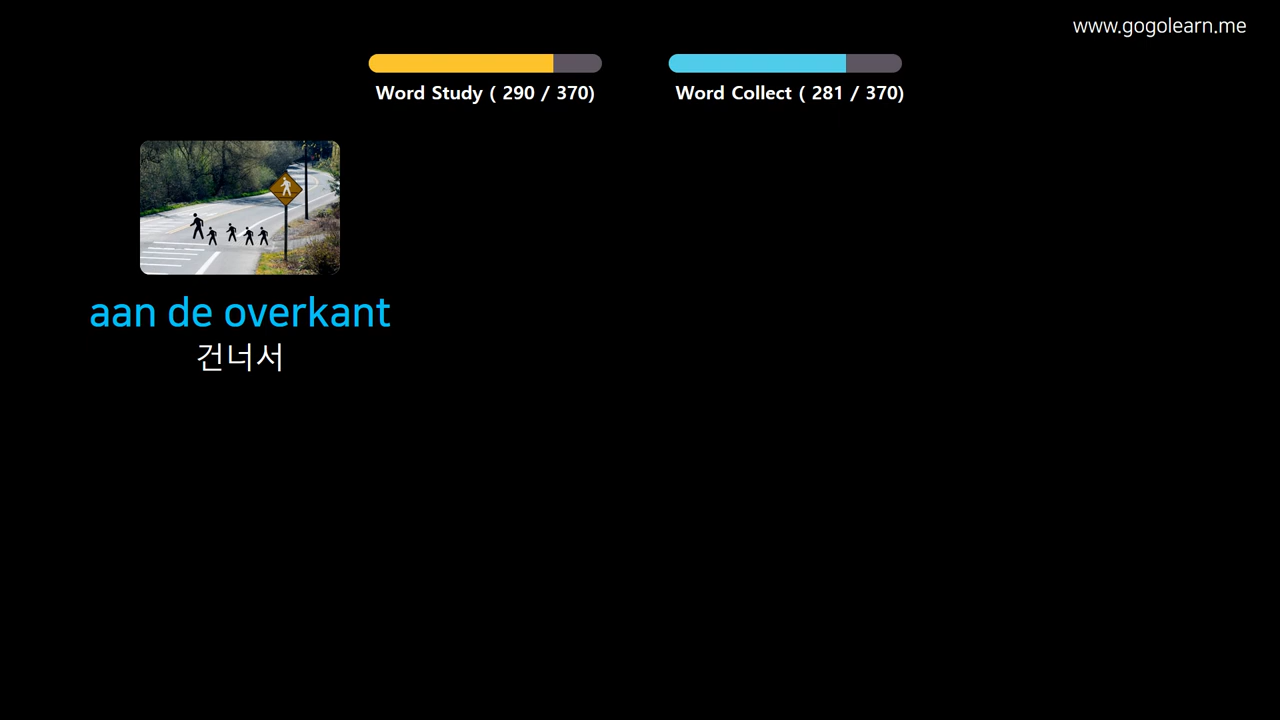 www.gogolearn.me
Word Study ( 290 / 370)
Word Collect ( 281 / 370)
aan de overkant
건너서